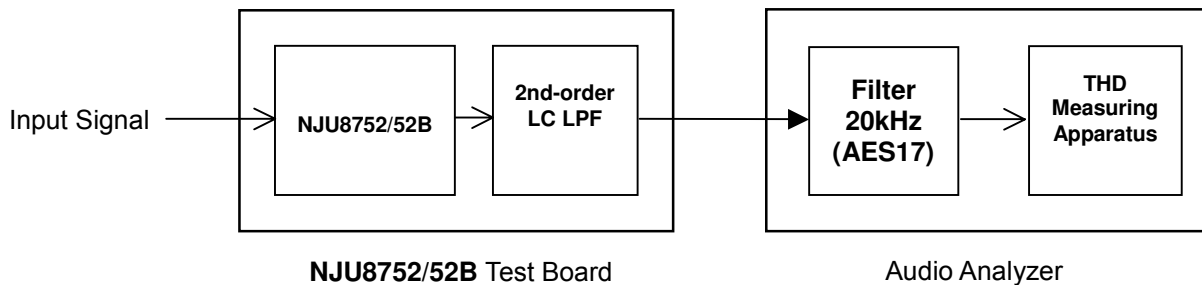 Input Signal
NJU8752/52B
2nd-order
LC LPF
Filter
20kHz
(AES17)
THD
Measuring
Apparatus
NJU8752/52B Test Board
Audio Analyzer